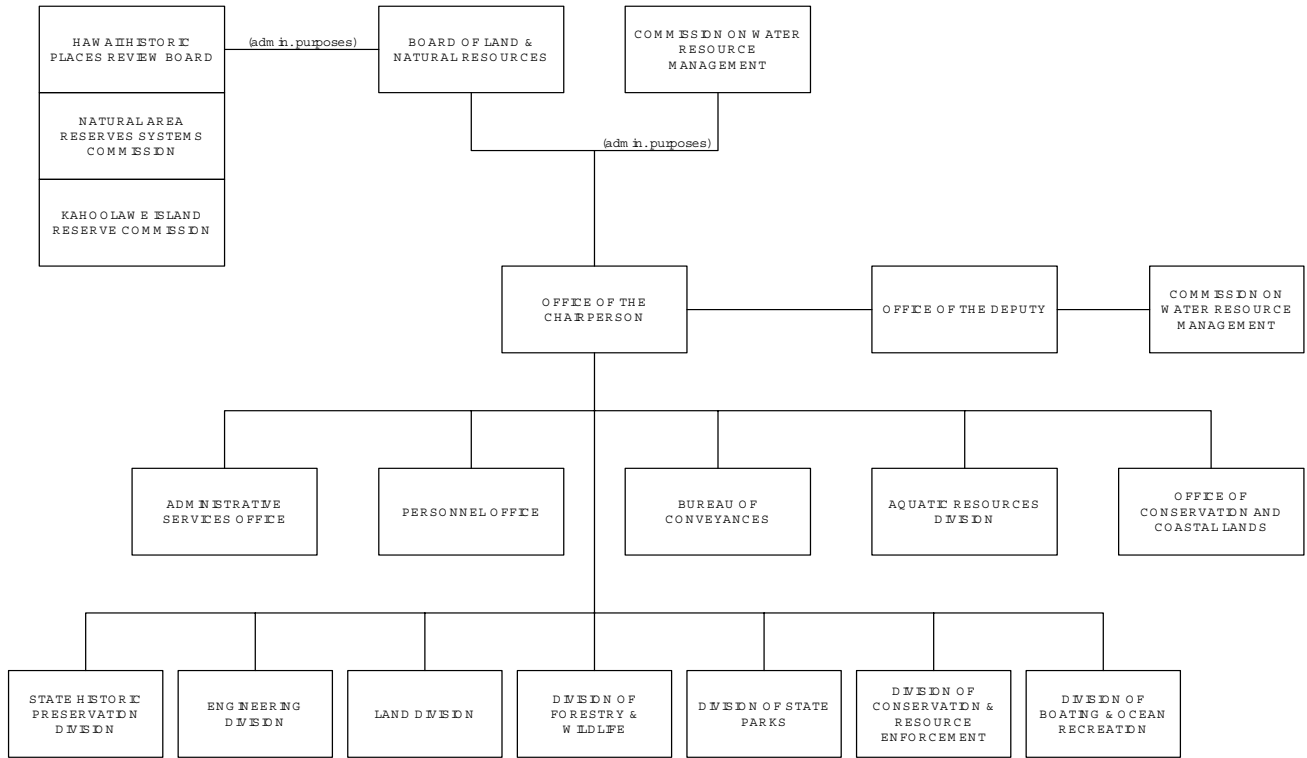 HAWAII HISTORIC
PLACES REVIEW BOARD
(admin. purposes)
BOARD OF LAND &
NATURAL RESOURCES
COMMISSION ON WATER
RESOURCE
MANAGEMENT
NATURAL AREA
RESERVES SYSTEMS
COMMISSION
(admin. purposes)
KAHOOLAWE ISLAND
RESERVE COMMISSION
OFFICE OF THE
CHAIRPERSON
OFFICE OF THE DEPUTY
COMMISSION ON
WATER RESOURCE
MANAGEMENT
ADMINISTRATIVE
SERVICES OFFICE
PERSONNEL OFFICE
BUREAU OF
CONVEYANCES
AQUATIC RESOURCES
DIVISION
OFFICE OF
CONSERVATION AND
COASTAL LANDS
STATE HISTORIC
PRESERVATION
DIVISION
ENGINEERING
DIVISION
LAND DIVISION
DIVISION OF
FORESTRY &
WILDLIFE
DIVISION OF STATE
PARKS
DIVISION OF
CONSERVATION &
RESOURCE
ENFORCEMENT
DIVISION OF
BOATING & OCEAN
RECREATION